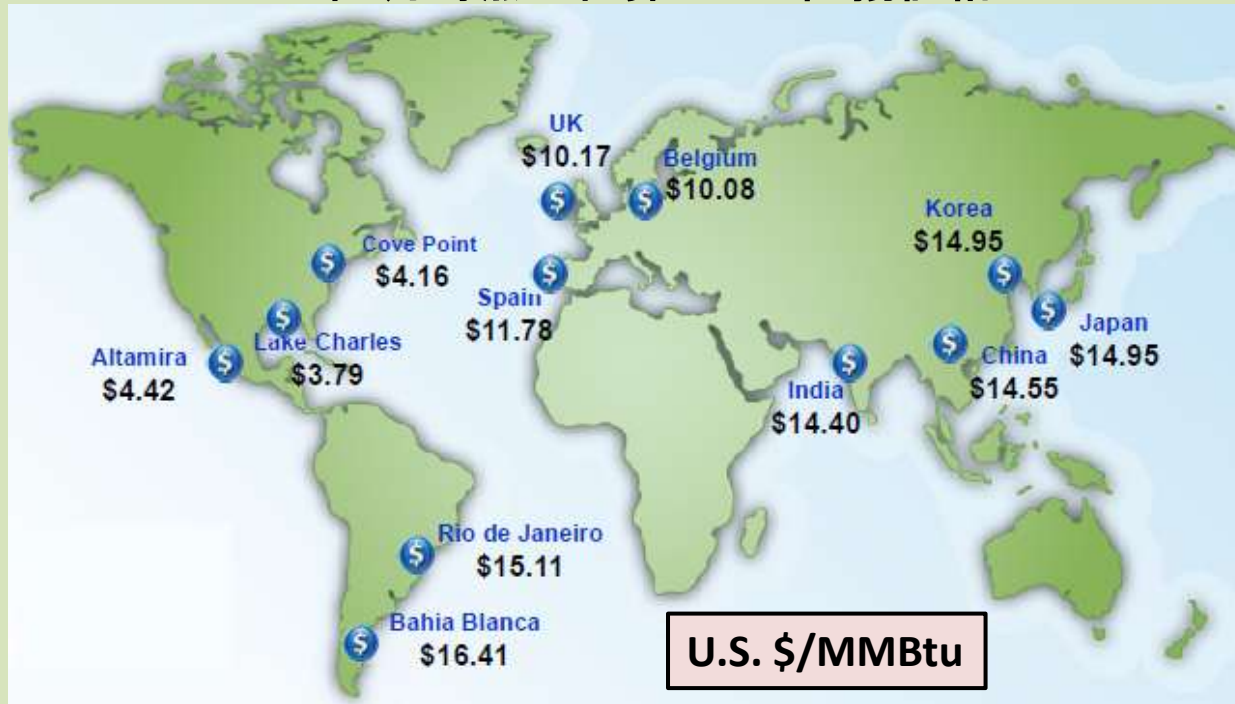 UK
$10.17
Belgium
$10.08
Korea
$14.95
Cove Point
$4.16
Spain
$11.78
Japan
$14.95
Lake Charles
$3.79
Altamira
$4.42
China
$14.55
India
$14.40
Rio de Janeiro
$15.11
Bahia Blanca
$16.41
U.S. $/MMBtu